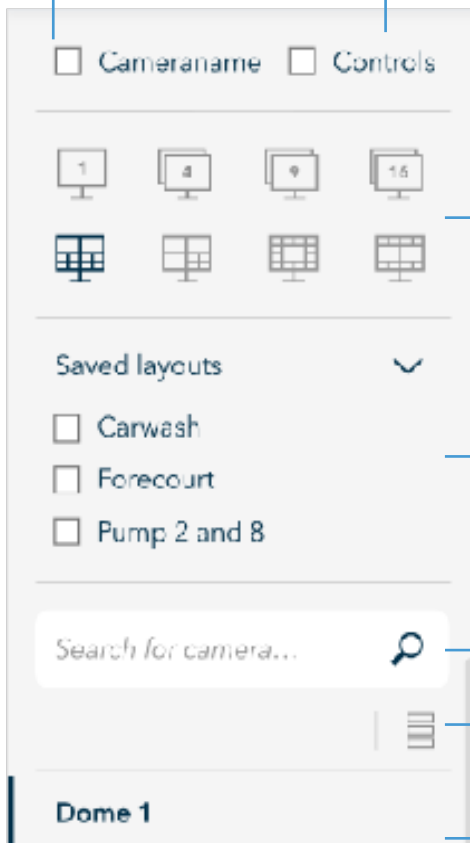 Cameraname Controls
1 4 9 16
Saved layouts
Carwash
Forecourt
Pump 2 and 8
Search for camera...
Dome 1